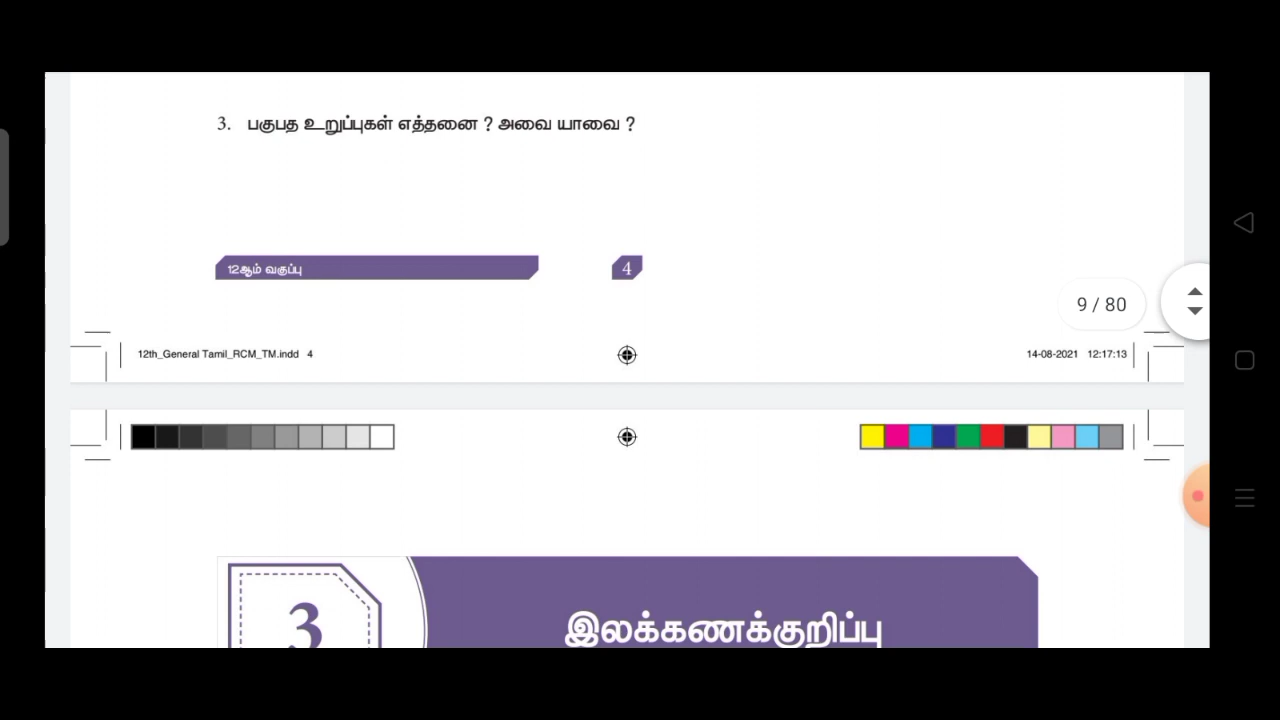 3. பகுபத உறுப்புகள் எத்தனை ? அவை யாவை ?
12ஆம் வகுப்பு 4
9 / 80
12th_General Tamil_RCM_TM.indd 4 14-08-2021 12:17:13
3 இலக்கணக்குறிப்பு